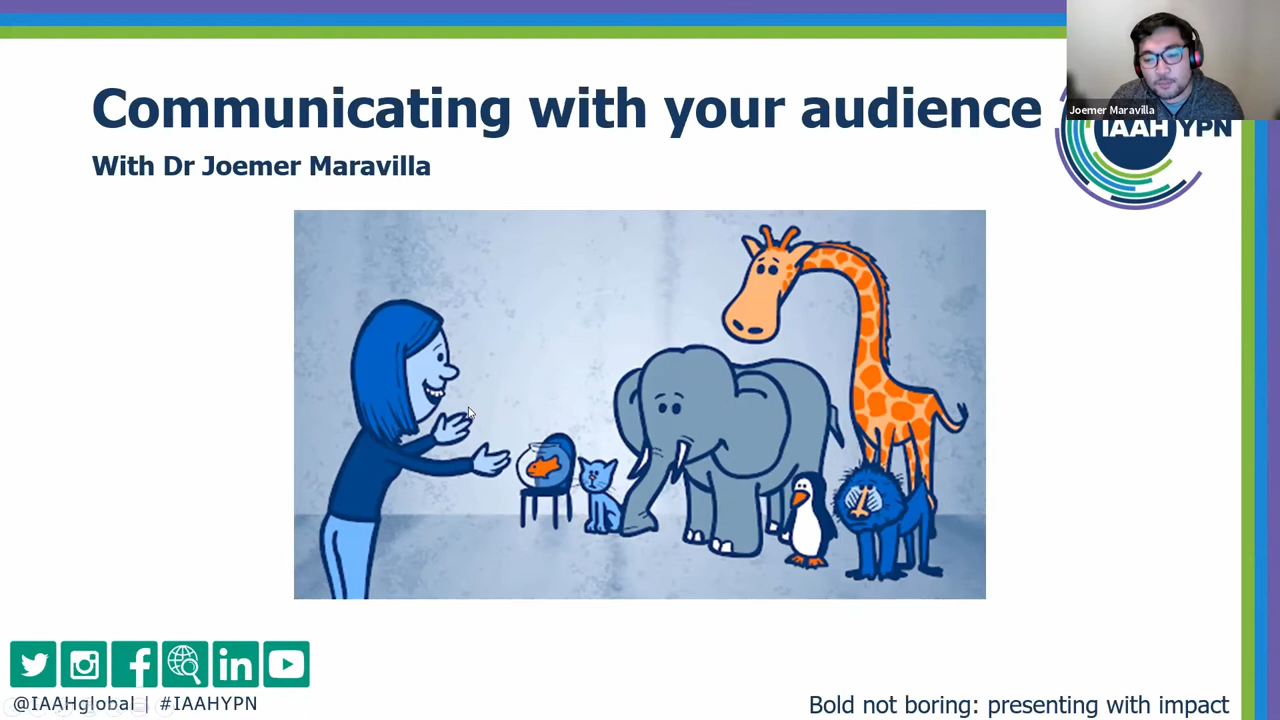 Communicating with your audience
With Dr Joemer Maravilla
Joemer Maravilla
IAAH YPN
@IAAHglobal | #IAAHYPN
Bold not boring: presenting with impact